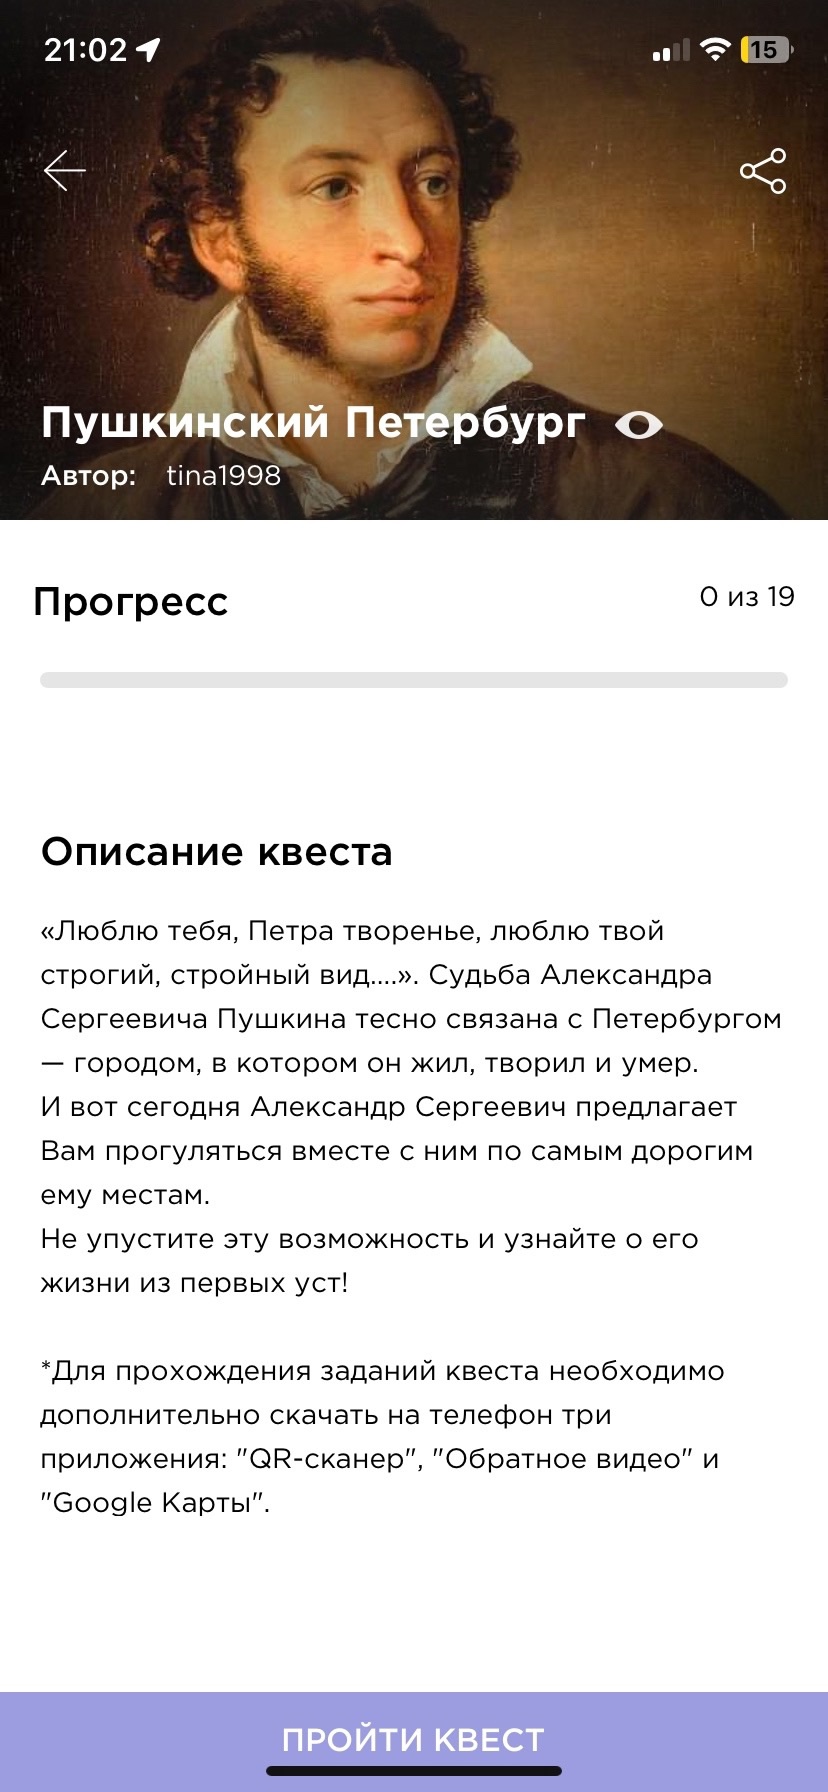 21:02
15
Пушкинский Петербург
Автор: tina1998
Прогресс
0 из 19
Описание квеста
«Люблю тебя, Петра творенье, люблю твой
строгий, стройный вид....». Судьба Александра
Сергеевича Пушкина тесно связана с Петербургом
— городом, в котором он жил, творил и умер.
И вот сегодня Александр Сергеевич предлагает
Вам прогуляться вместе с ним по самым дорогим
ему местам.
Не упустите эту возможность и узнайте о его
жизни из первых уст!
*Для прохождения заданий квеста необходимо
дополнительно скачать на телефон три
приложения: "QR-сканер", "Обратное видео" и
"Google Карты".
ПРОЙТИ КВЕСТ